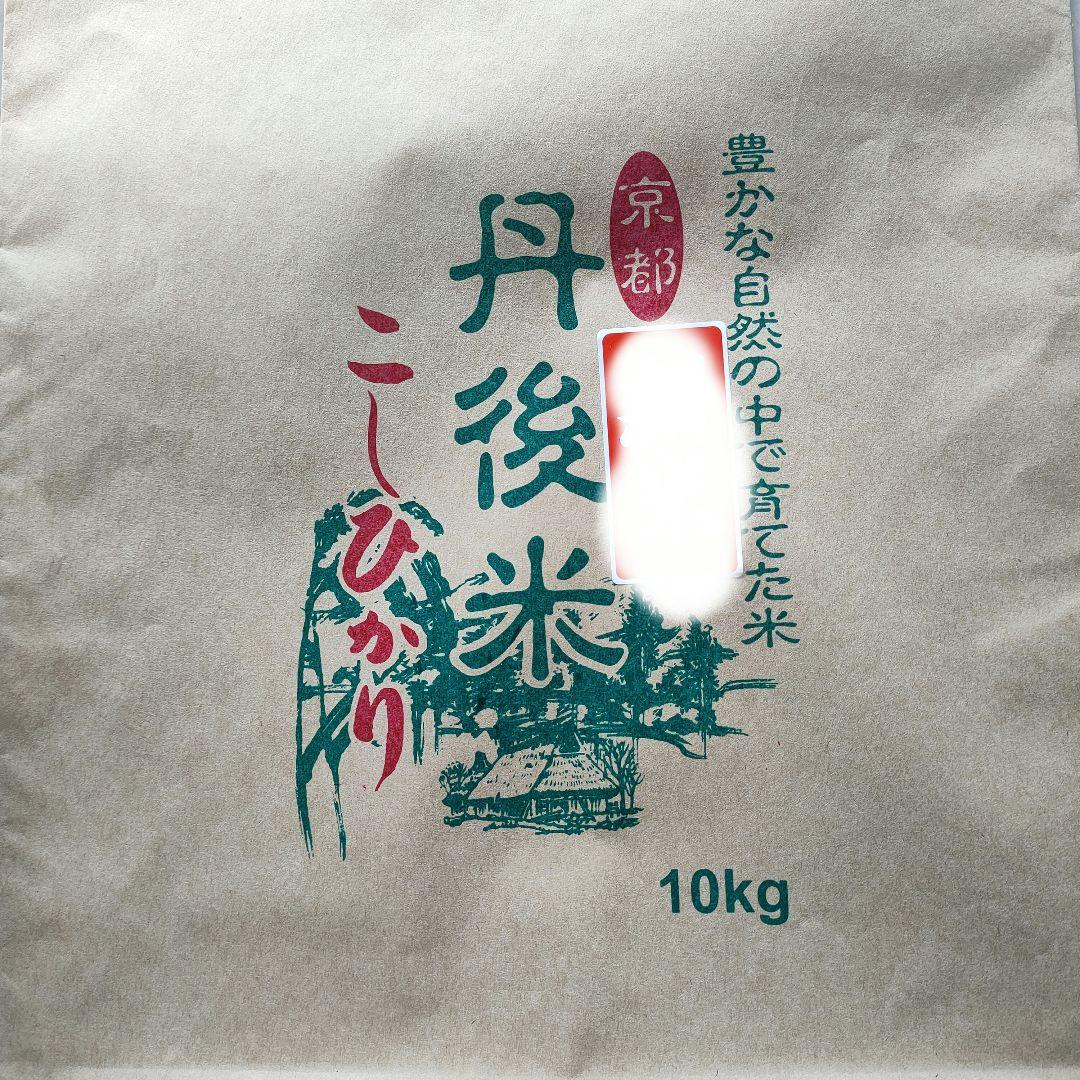 豊かな自然の中で育てた米
京都
丹後米
こしひかり
10kg